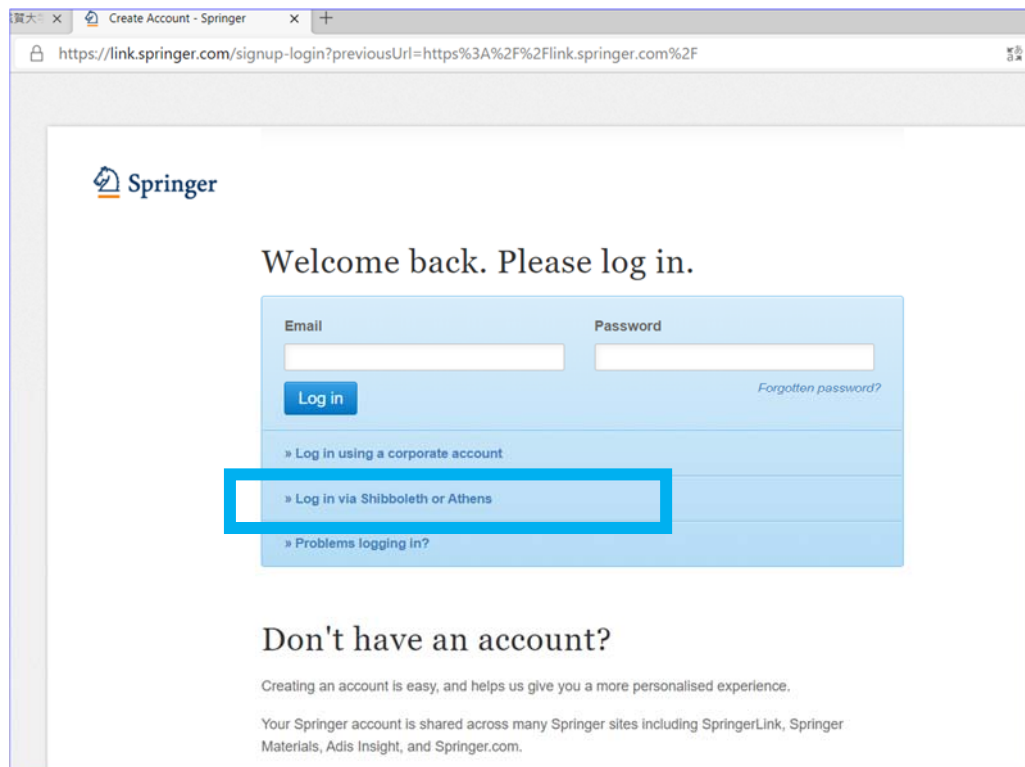 賀大 Create Account - Springer
https://link.springer.com/signup-login?previousUrl=https%3A%2F%2Flink.springer.com%2F
Springer
Welcome back. Please log in.
Email Password
Log in Forgotten password?
» Log in using a corporate account
» Log in via Shibboleth or Athens
» Problems logging in?
Don't have an account?
Creating an account is easy, and helps us give you a more personalised experience.
Your Springer account is shared across many Springer sites including SpringerLink, Springer
Materials, Adis Insight, and Springer.com.